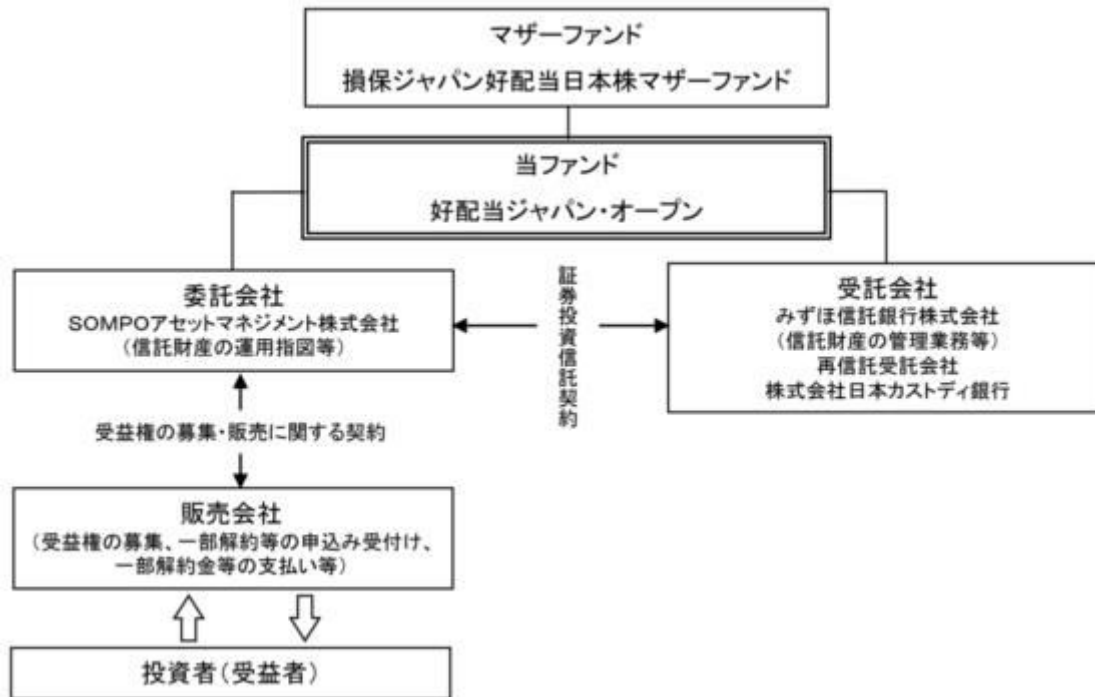 マザーファンド
損保ジャパン好配当日本株マザーファンド
当ファンド
好配当ジャパン・オープン
委託会社
SOMPOアセットマネジメント株式会社
(信託財産の運用指図等)
証券投資信託契約
受託会社
みずほ信託銀行株式会社
(信託財産の管理業務等)
再信託受託会社
株式会社日本カストディ銀行
受益権の募集・販売に関する契約
販売会社
(受益権の募集、一部解約等の申込み受付け、
一部解約金等の支払い等)
投資者(受益者)